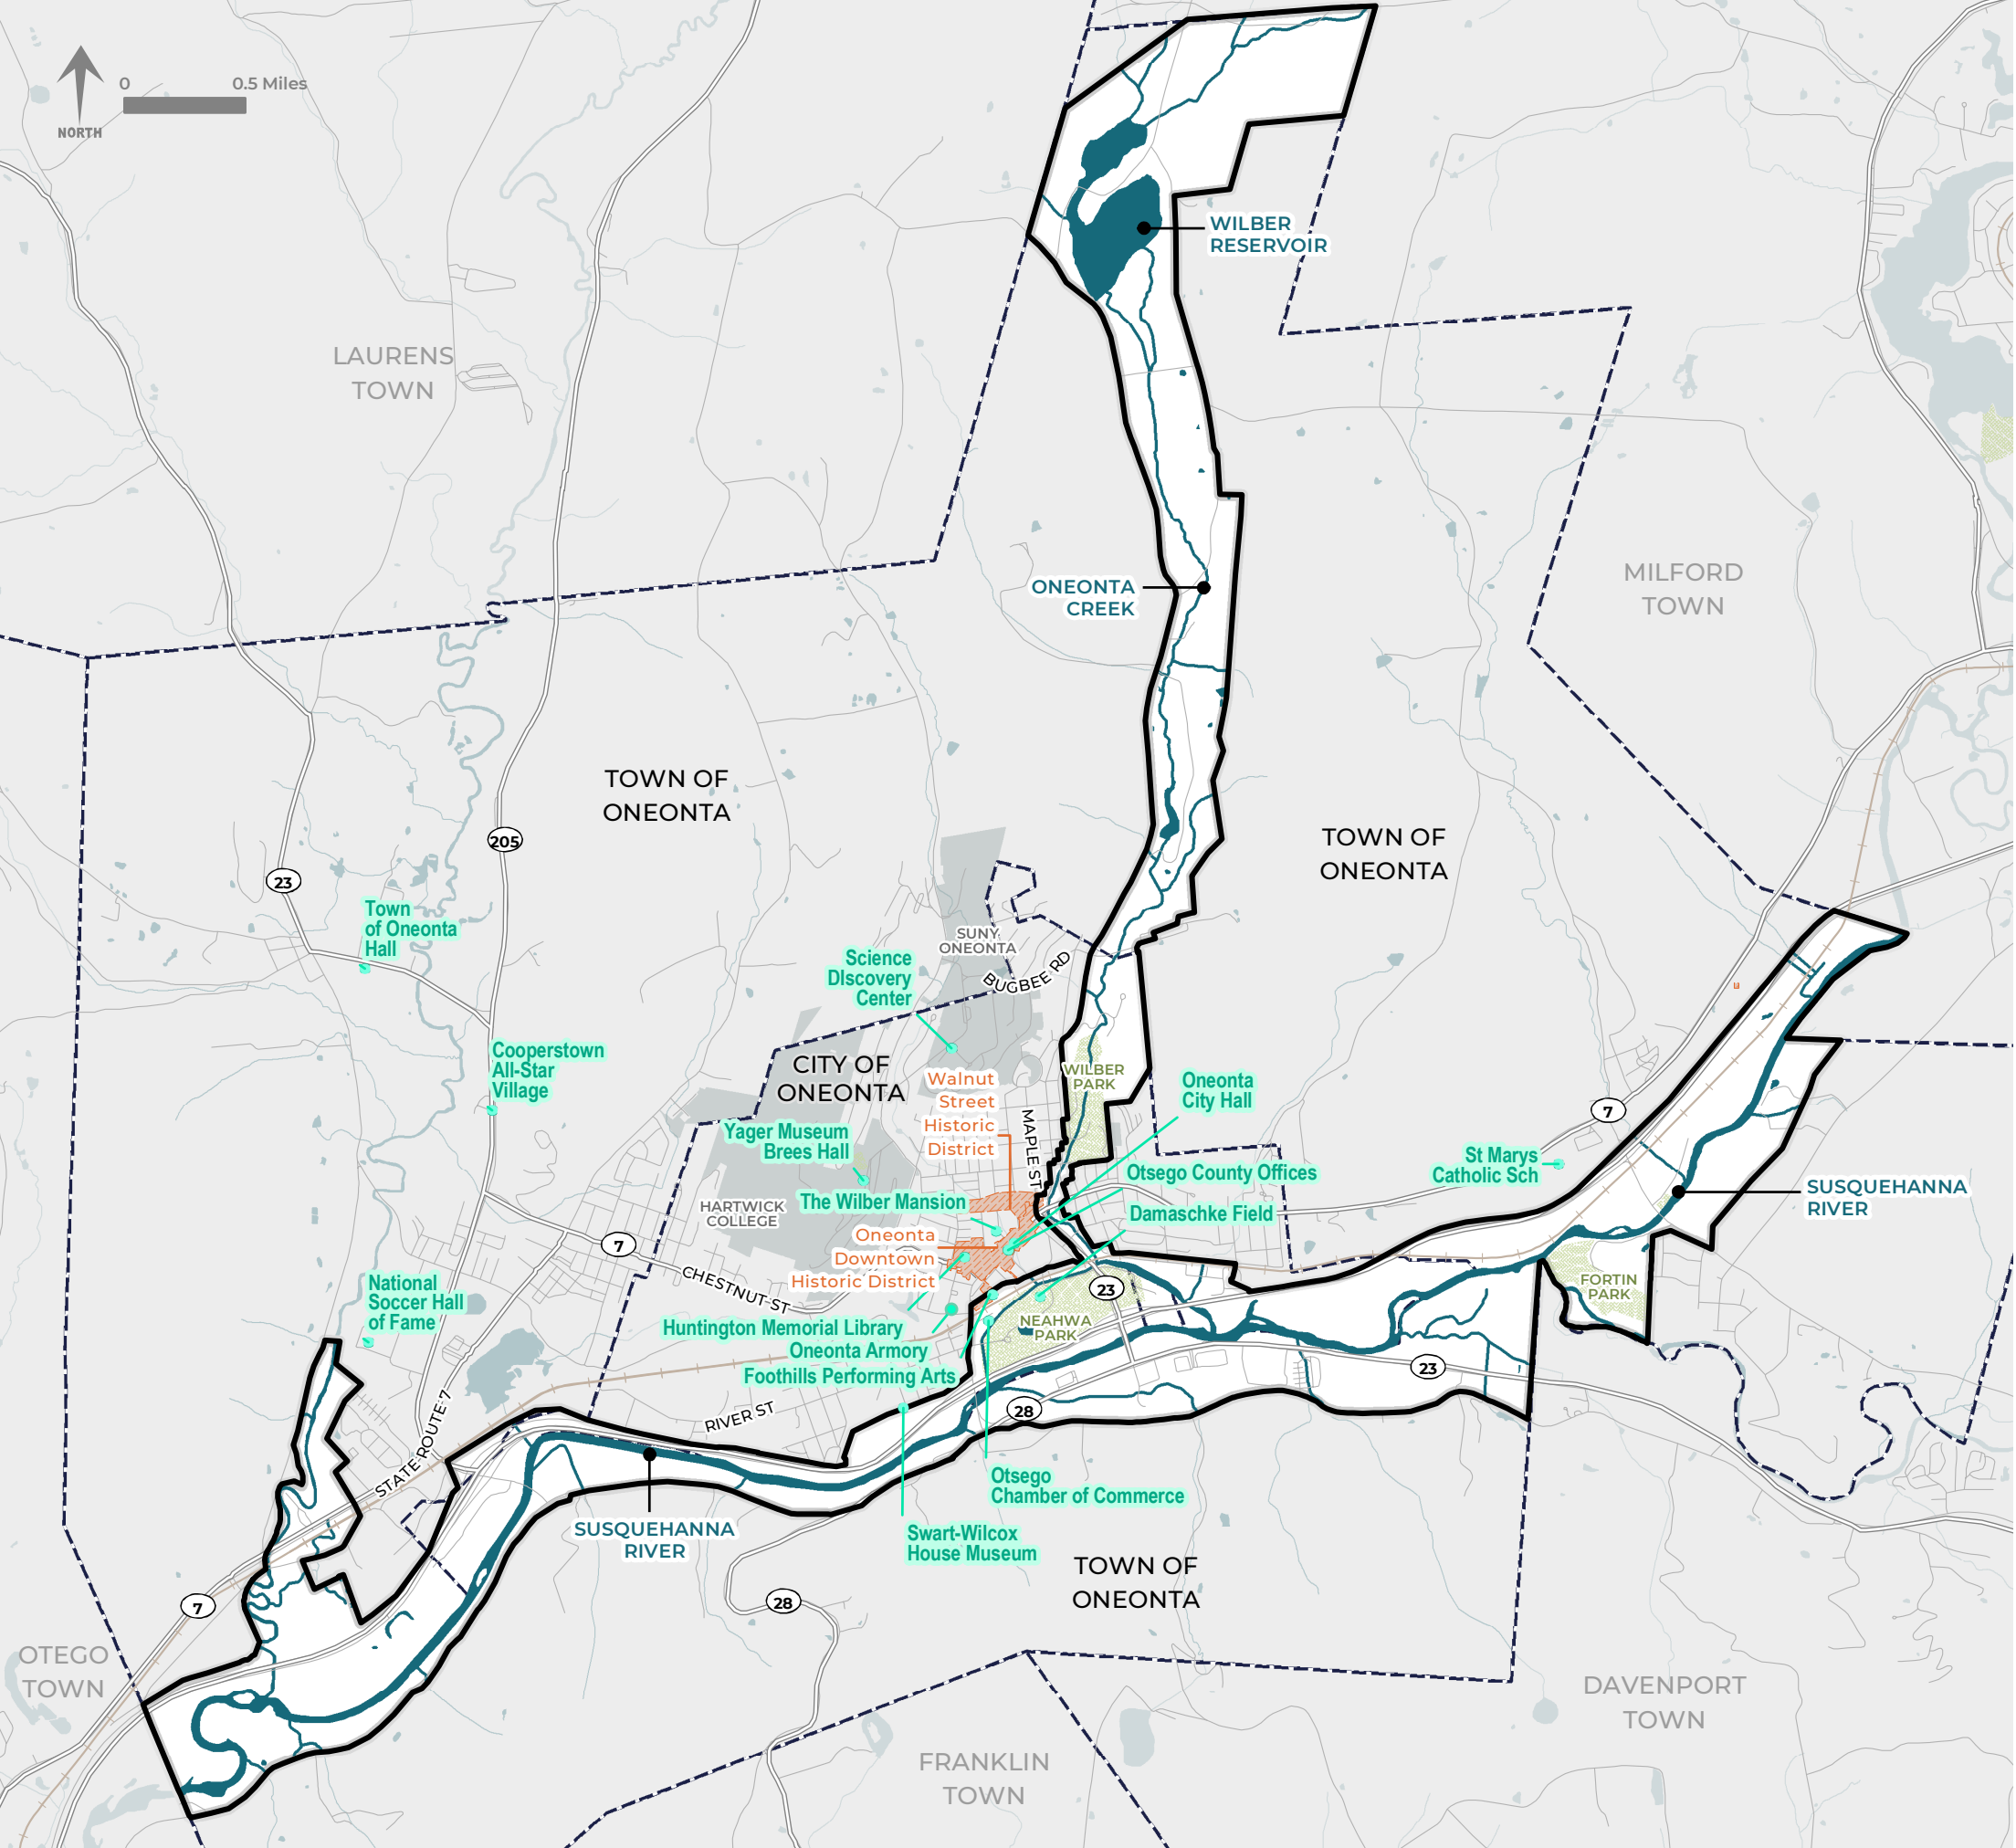 0 0.5 Miles
NORTH
WILBER
RESERVOIR
LAURENS
TOWN
ONEONTA
CREEK
MILFORD
TOWN
TOWN OF
ONEONTA
TOWN OF
ONEONTA
205
23
Town
of Oneonta
Hall
SUNY
ONEONTA
BUGBEE RD
Science
DIscovery
Center
Cooperstown
All-Star
Village
CITY OF
ONEONTA
WILBER
PARK
Walnut
Street
Historic
District
MAPLE ST
Oneonta
City Hall
7
Yager Museum
Brees Hall
St Marys
Catholic Sch
Otsego County Offices
SUSQUEHANNA
RIVER
The Wilber Mansion
HARTWICK
COLLEGE
Damaschke Field
7
Oneonta
Downtown
Historic District
CHESTNUT ST
23
FORTIN
PARK
National
Soccer Hall
of Fame
NEAHWA
PARK
Huntington Memorial Library
Oneonta Armory
Foothills Performing Arts
23
STATE ROUTE 7
RIVER ST
28
Otsego
Chamber of Commerce
SUSQUEHANNA
RIVER
Swart-Wilcox
House Museum
TOWN OF
ONEONTA
7
28
OTEGO
TOWN
DAVENPORT
TOWN
FRANKLIN
TOWN